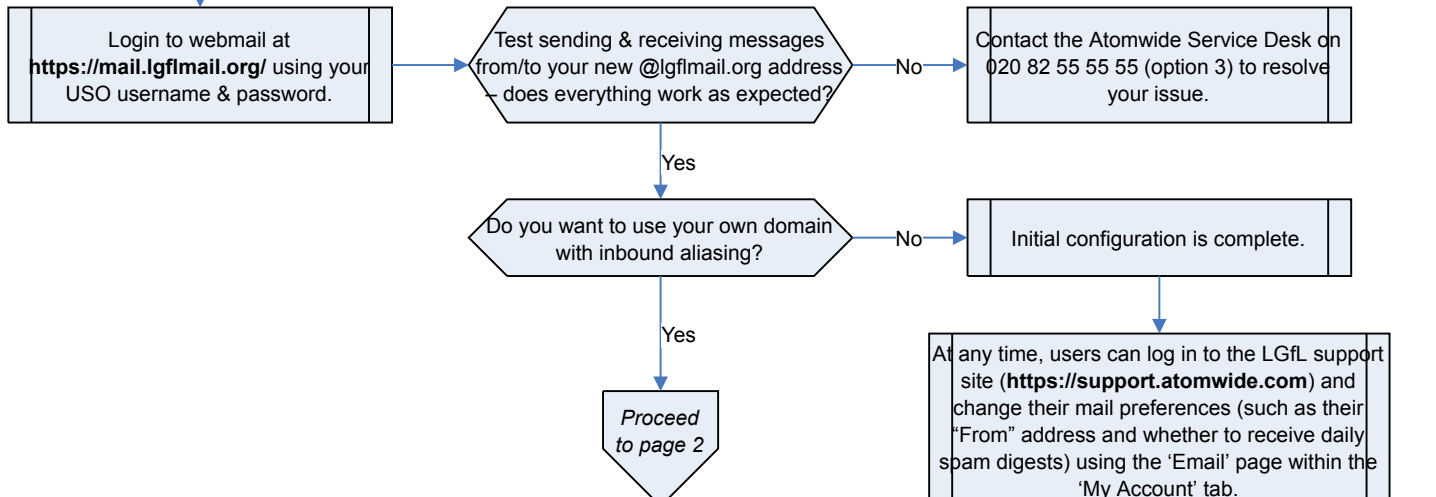 Login to webmail at
https://mail.lgflmail.org/ using your
USO username & password.
Test sending & receiving messages
from/to your new @lgflmail.org address
– does everything work as expected?
No
Contact the Atomwide Service Desk on
020 82 55 55 55 (option 3) to resolve
your issue.
Yes
Do you want to use your own domain
with inbound aliasing?
No
Initial configuration is complete.
Yes
Proceed
to page 2
At any time, users can log in to the LGfL support
site (https://support.atomwide.com) and
change their mail preferences (such as their
“From” address and whether to receive daily
spam digests) using the ‘Email’ page within the
‘My Account’ tab.